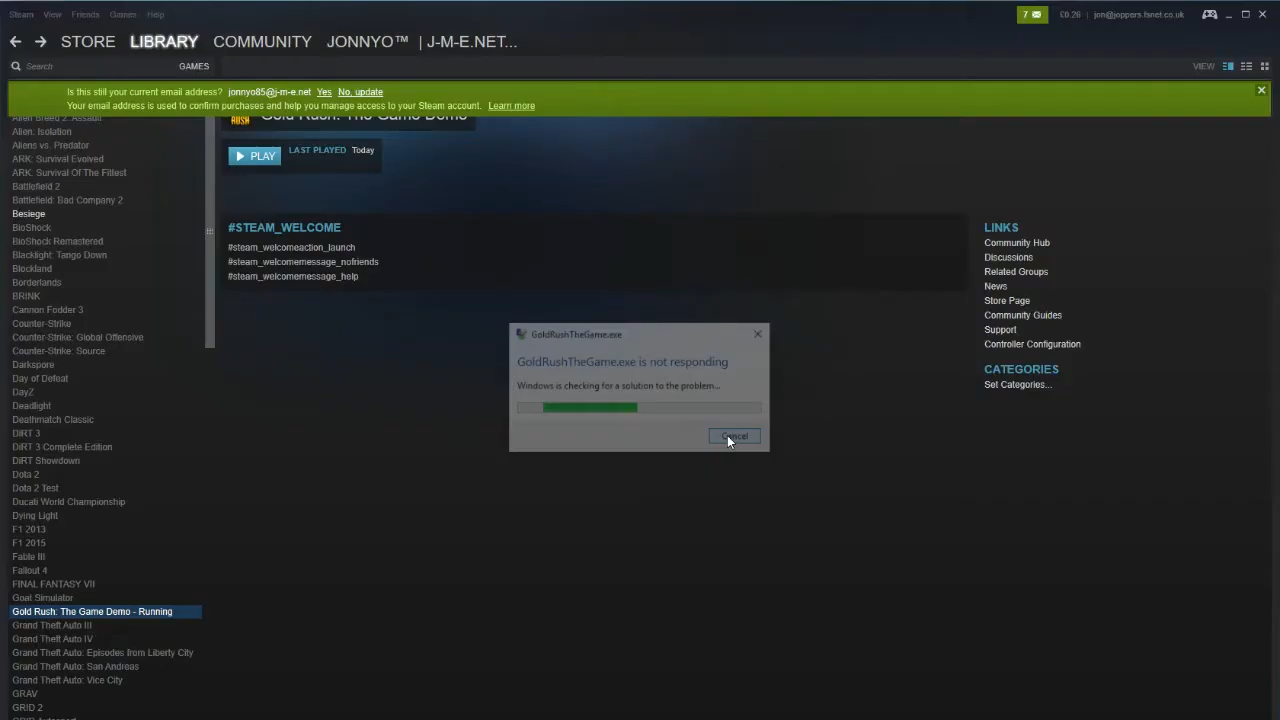 Steam View Friends Games Help
7 £6.26 jon@joppers.fsnet.co.uk
STORE LIBRARY COMMUNITY JONNYO™ | J-M-E.NET...
Search GAMES VIEW
Is this still your current email address? jonnyo85@j-m-e.net Yes No, update
Your email address is used to confirm purchases and help you manage access to your Steam account. Learn more
Alien Breed 2: Assault
Alien: Isolation
Aliens vs. Predator
ARK: Survival Evolved
ARK: Survival Of The Fittest
Battlefield 2
Battlefield: Bad Company 2
Besiege
BioShock
BioShock Remastered
Blacklight: Tango Down
Blockland
Borderlands
BRINK
Cannon Fodder 3
Counter-Strike
Counter-Strike: Global Offensive
Counter-Strike: Source
Darkspore
Day of Defeat
DayZ
Deadlight
Deathmatch Classic
DiRT 3
DiRT 3 Complete Edition
DiRT Showdown
Dota 2
Dota 2 Test
Ducati World Championship
Dying Light
F1 2013
F1 2015
Fable III
Fallout 4
FINAL FANTASY VII
Goat Simulator
Gold Rush: The Game Demo - Running
Grand Theft Auto III
Grand Theft Auto IV
Grand Theft Auto: Episodes from Liberty City
Grand Theft Auto: San Andreas
Grand Theft Auto: Vice City
GRAV
GRID 2
RUSH Gold Rush: The Game Demo
PLAY LAST PLAYED Today
#STEAM_WELCOME
#steam_welcomeaction_launch
#steam_welcomemessage_nofriends
#steam_welcomemessage_help
GoldRushTheGame.exe
GoldRushTheGame.exe is not responding
Windows is checking for a solution to the problem...
Cancel
LINKS
Community Hub
Discussions
Related Groups
News
Store Page
Community Guides
Support
Controller Configuration
CATEGORIES
Set Categories...